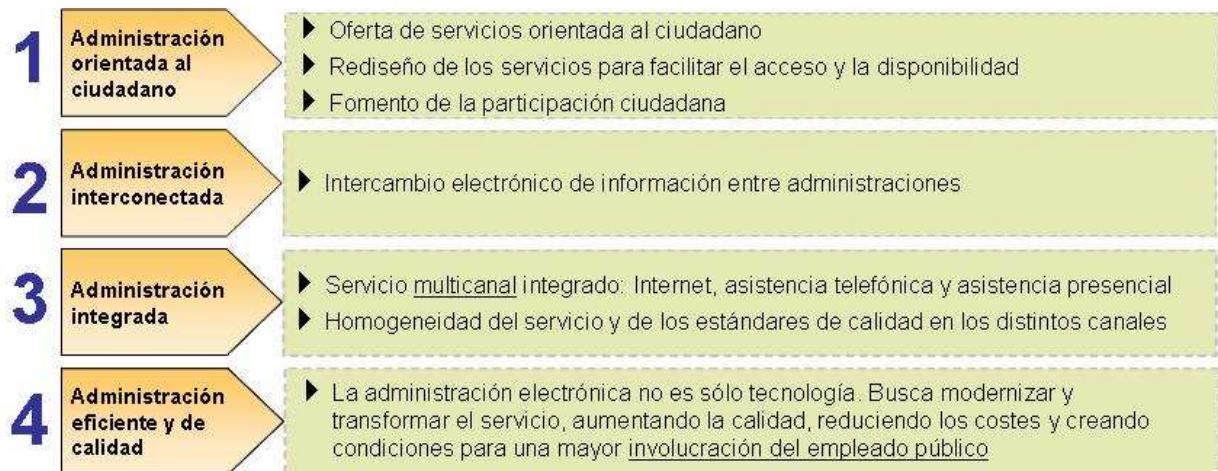 1
Administración
orientada al
ciudadano
Oferta de servicios orientada al ciudadano
Rediseño de los servicios para facilitar el acceso y la disponibilidad
Fomento de la participación ciudadana
2
Administración
interconectada
Intercambio electrónico de información entre administraciones
3
Administración
integrada
Servicio multicanal integrado: Internet, asistencia telefónica y asistencia presencial
Homogeneidad del servicio y de los estándares de calidad en los distintos canales
4
Administración
eficiente y de
calidad
La administración electrónica no es sólo tecnología. Busca modernizar y
transformar el servicio, aumentando la calidad, reduciendo los costes y creando
condiciones para una mayor involucración del empleado público